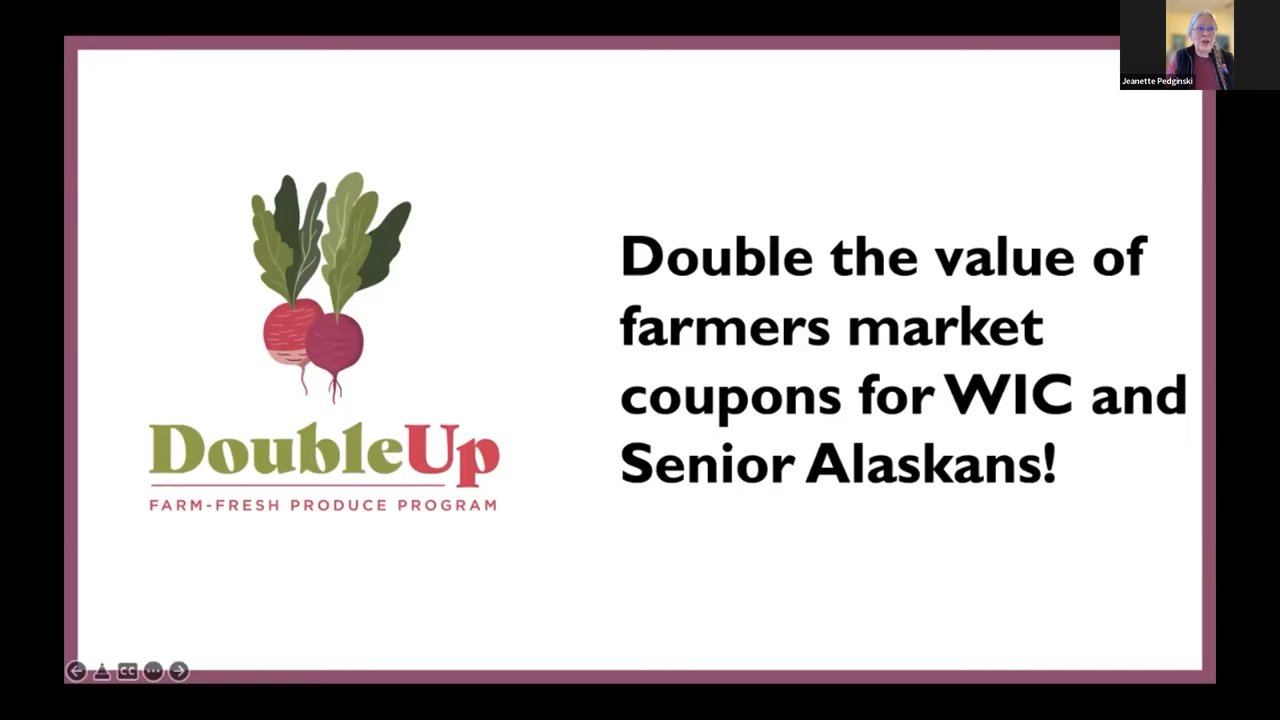 Jeanette Pedginski
Double the value of
farmers market
coupons for WIC and
Senior Alaskans!
DoubleUp
FARM-FRESH PRODUCE PROGRAM
CC